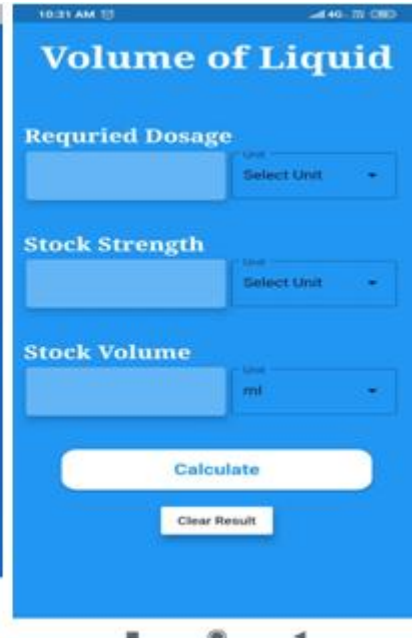 10:31 AM
4G
Volume of Liquid
Requried Dosage
Unit
Select Unit
Stock Strength
Unit
Select Unit
Stock Volume
Unit
ml
Calculate
Clear Result